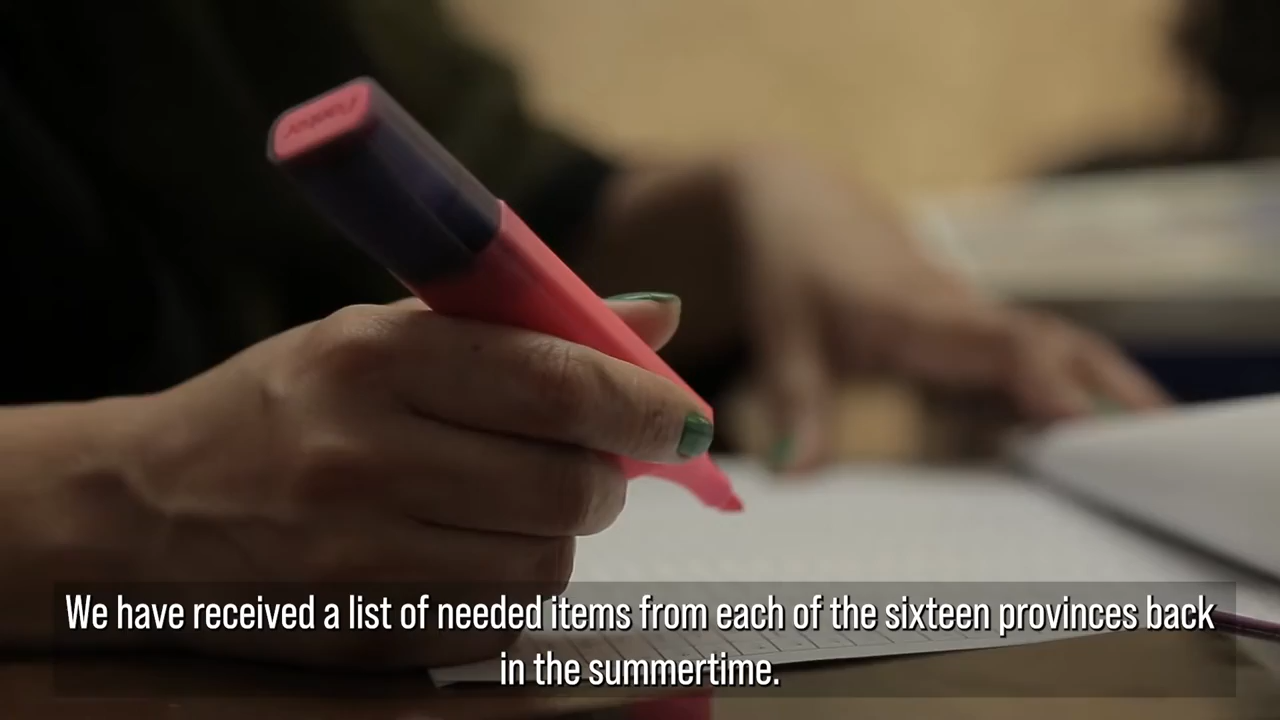 We have received a list of needed items from each of the sixteen provinces back
in the summertime.